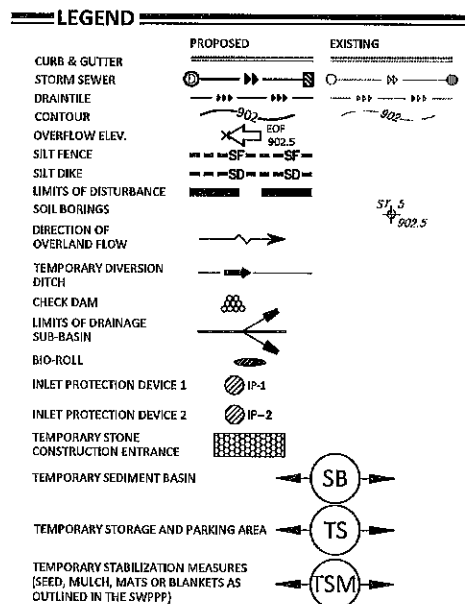 LEGEND
PROPOSED EXISTING
CURB & GUTTER
STORM SEWER D
DRAINTILE
CONTOUR 902 902
OVERFLOW ELEV. EOF 902.5
SILT FENCE SF SF
SILT DIKE SD SD
LIMITS OF DISTURBANCE
SOIL BORINGS ST 5 902.5
DIRECTION OF
OVERLAND FLOW
TEMPORARY DIVERSION
DITCH
CHECK DAM
LIMITS OF DRAINAGE
SUB-BASIN
BIO-ROLL
INLET PROTECTION DEVICE 1 IP-1
INLET PROTECTION DEVICE 2 IP-2
TEMPORARY STONE
CONSTRUCTION ENTRANCE
TEMPORARY SEDIMENT BASIN SB
TEMPORARY STORAGE AND PARKING AREA TS
TEMPORARY STABILIZATION MEASURES
(SEED, MULCH, MATS OR BLANKETS AS
OUTLINED IN THE SWPPP) TSM